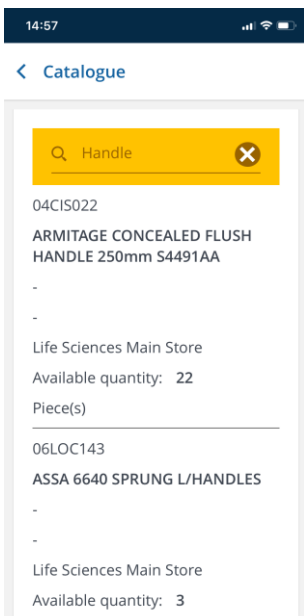 14:57
Catalogue
Handle
04CIS022
ARMITAGE CONCEALED FLUSH
HANDLE 250mm S4491AA
-
-
Life Sciences Main Store
Available quantity: 22
Piece(s)
06LOC143
ASSA 6640 SPRUNG L/HANDLES
-
-
Life Sciences Main Store
Available quantity: 3